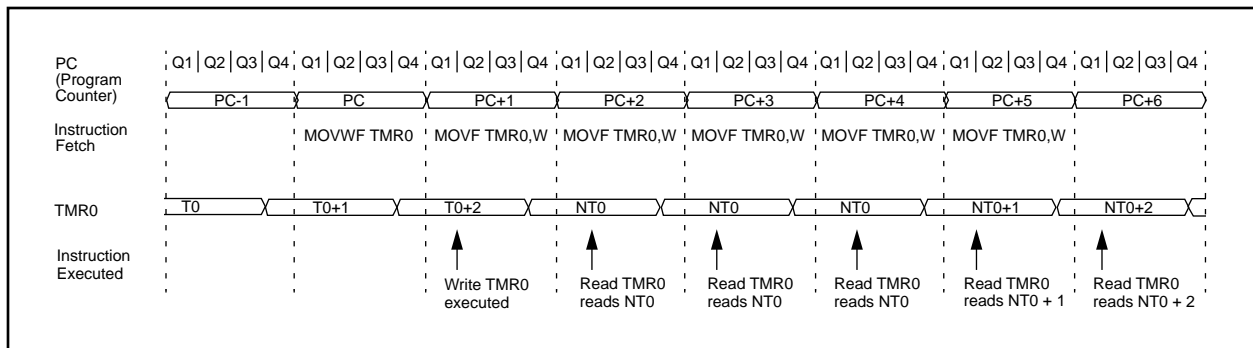 PC
(Program
Counter)
Q1 Q2 Q3 Q4 Q1 Q2 Q3 Q4 Q1 Q2 Q3 Q4 Q1 Q2 Q3 Q4 Q1 Q2 Q3 Q4 Q1 Q2 Q3 Q4 Q1 Q2 Q3 Q4 Q1 Q2 Q3 Q4
PC-1 PC PC+1 PC+2 PC+3 PC+4 PC+5 PC+6
Instruction
Fetch
MOVWF TMR0 MOVF TMR0,W MOVF TMR0,W MOVF TMR0,W MOVF TMR0,W MOVF TMR0,W
TMR0
T0 T0+1 T0+2 NT0 NT0 NT0 NT0+1 NT0+2
Instruction
Executed
Write TMR0
executed
Read TMR0
reads NT0
Read TMR0
reads NT0
Read TMR0
reads NT0
Read TMR0
reads NT0 + 1
Read TMR0
reads NT0 + 2